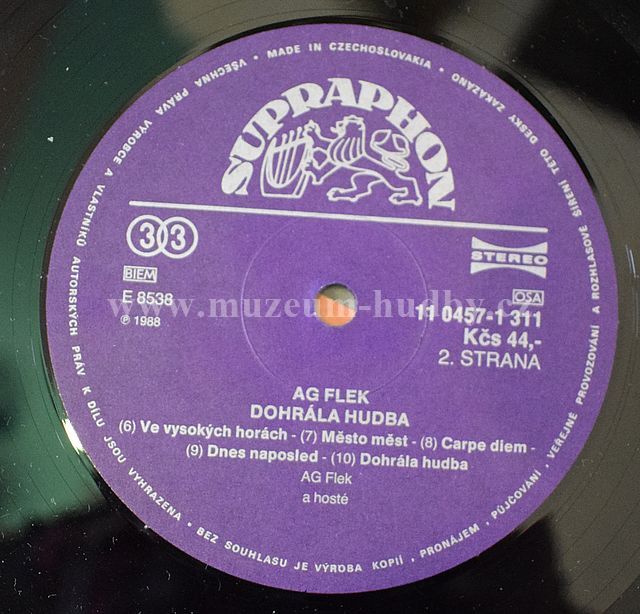 VŠECHNA PRÁVA VÝROBCE A VLASTNÍKŮ AUTORSKÝCH PRÁV K DÍLU JSOU VYHRAZENA • BEZ SOUHLASU JE VÝROBA KOPIÍ, PRONÁJEM, PŮJČOVÁNÍ, VEŘEJNÉ PROVOZOVÁNÍ A ROZHLASOVÉ ŠÍŘENÍ TÉTO DESKY ZAKÁZÁNO • MADE IN CZECHOSLOVAKIA •
SUPRAPHON
33
STEREO
BIEM
OSA
E 8538
11 0457-1 311
℗ 1988
Kčs 44,-
2. STRANA
www.muzeum-hudby.cz
AG FLEK
DOHRÁLA HUDBA
(6) Ve vysokých horách - (7) Město měst - (8) Carpe diem -
(9) Dnes naposled - (10) Dohrála hudba
AG Flek
a hosté